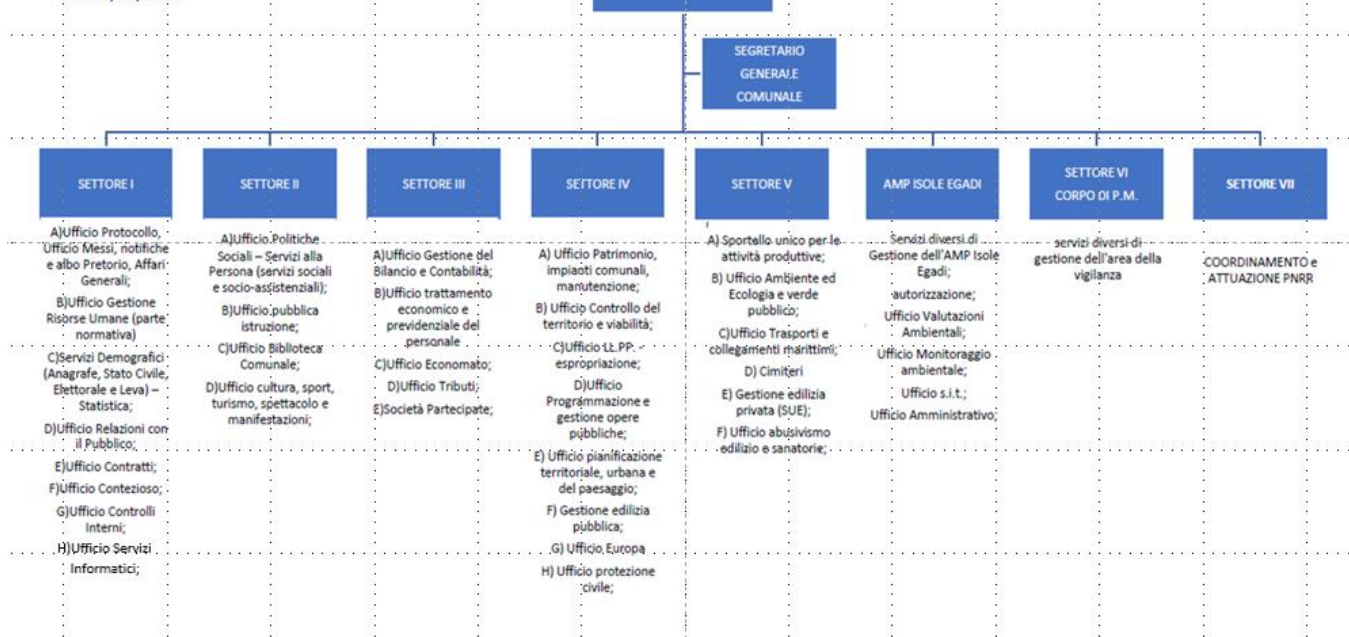 SEGRETARIO
GENERALE
COMUNALE
SETTORE I
A)Ufficio Protocollo,
Ufficio Messi, notifiche
e albo Pretorio, Affari
Generali;
B)Ufficio Gestione
Risorse Umane (parte
normativa)
C)Servizi Demografici
(Anagrafe, Stato Civile,
Elettorale e Leva) –
Statistica;
D)Ufficio Relazioni con
il Pubblico;
E)Ufficio Contratti;
F)Ufficio Contezioso;
G)Ufficio Controlli
Interni;
H)Ufficio Servizi
Informatici;
SETTORE II
A)Ufficio Politiche
Sociali – Servizi alla
Persona (servizi sociali
e socio-assistenziali);
B)Ufficio pubblica
istruzione;
C)Ufficio Biblioteca
Comunale;
D)Ufficio cultura, sport,
turismo, spettacolo e
manifestazioni;
SETTORE III
A)Ufficio Gestione del
Bilancio e Contabilità;
B)Ufficio trattamento
economico e
previdenziale del
personale
C)Ufficio Economato;
D)Ufficio Tributi;
E)Società Partecipate;
SETTORE IV
A) Ufficio Patrimonio,
impianti comunali,
manutenzione;
B) Ufficio Controllo del
territorio e viabilità;
C)Ufficio LL.PP. -
espropriazione;
D)Ufficio
Programmazione e
gestione opere
pubbliche;
E) Ufficio pianificazione
territoriale, urbana e
del paesaggio;
F) Gestione edilizia
pubblica;
G) Ufficio Europa
H) Ufficio protezione
civile;
SETTORE V
A) Sportello unico per le
attività produttive;
B) Ufficio Ambiente ed
Ecologia e verde
pubblico;
C)Ufficio Trasporti e
collegamenti marittimi;
D) Cimiteri
E) Gestione edilizia
privata (SUE);
F) Ufficio abusivismo
edilizio e sanatorie;
AMP ISOLE EGADI
Servizi diversi di
Gestione dell'AMP Isole
Egadi;
autorizzazione;
Ufficio Valutazioni
Ambientali;
Ufficio Monitoraggio
ambientale;
Ufficio s.i.t.;
Ufficio Amministrativo;
SETTORE VI
CORPO DI P.M.
servizi diversi di
gestione dell'area della
vigilanza
SETTORE VII
COORDINAMENTO e
ATTUAZIONE PNRR